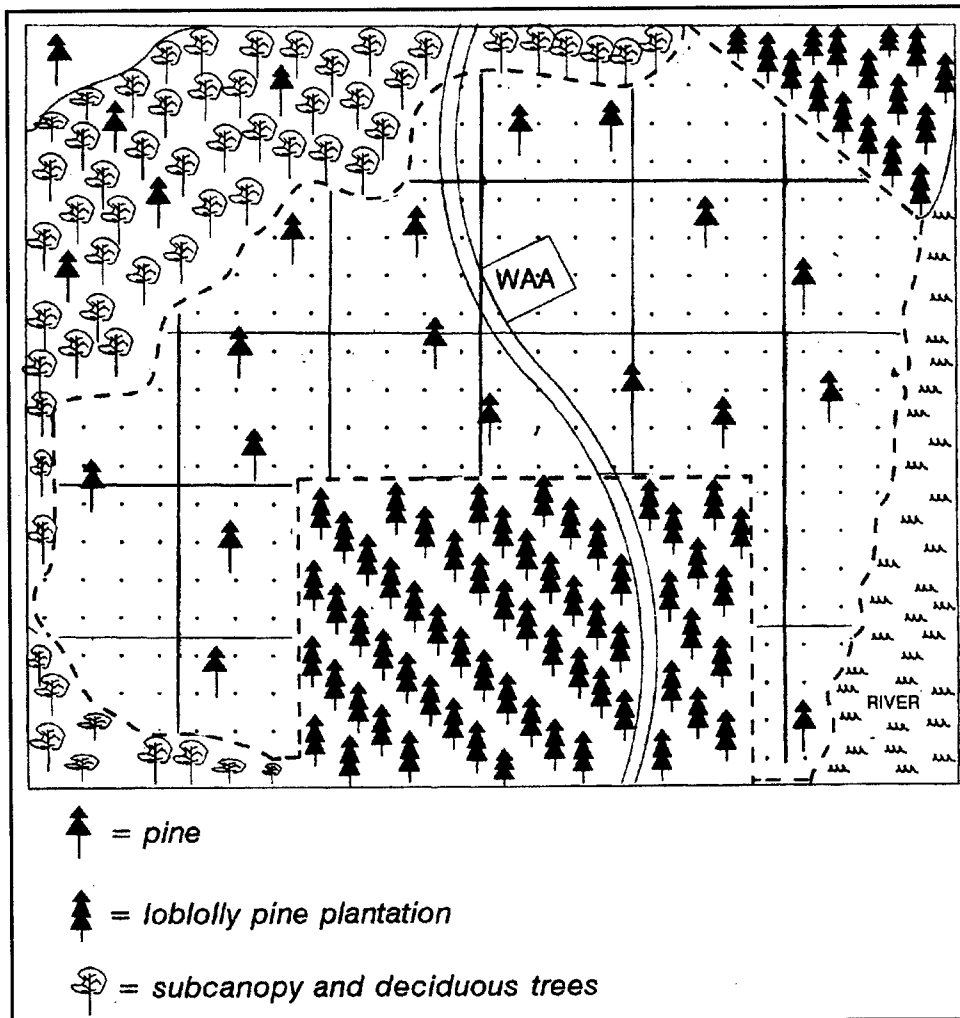 WAA
RIVER
= pine
= loblolly pine plantation
= subcanopy and deciduous trees